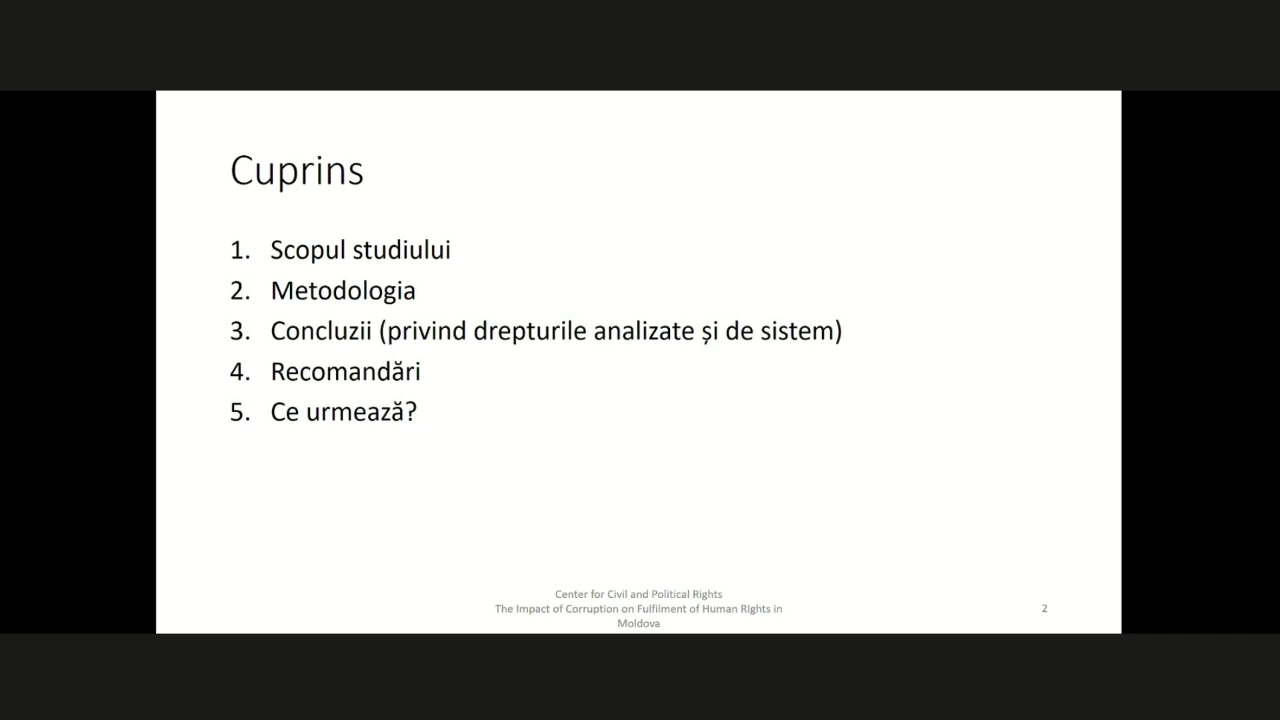 Cuprins
1. Scopul studiului
2. Metodologia
3. Concluzii (privind drepturile analizate și de sistem)
4. Recomandări
5. Ce urmează?
Center for Civil and Political Rights
The Impact of Corruption on Fulfilment of Human Rights in
Moldova
2